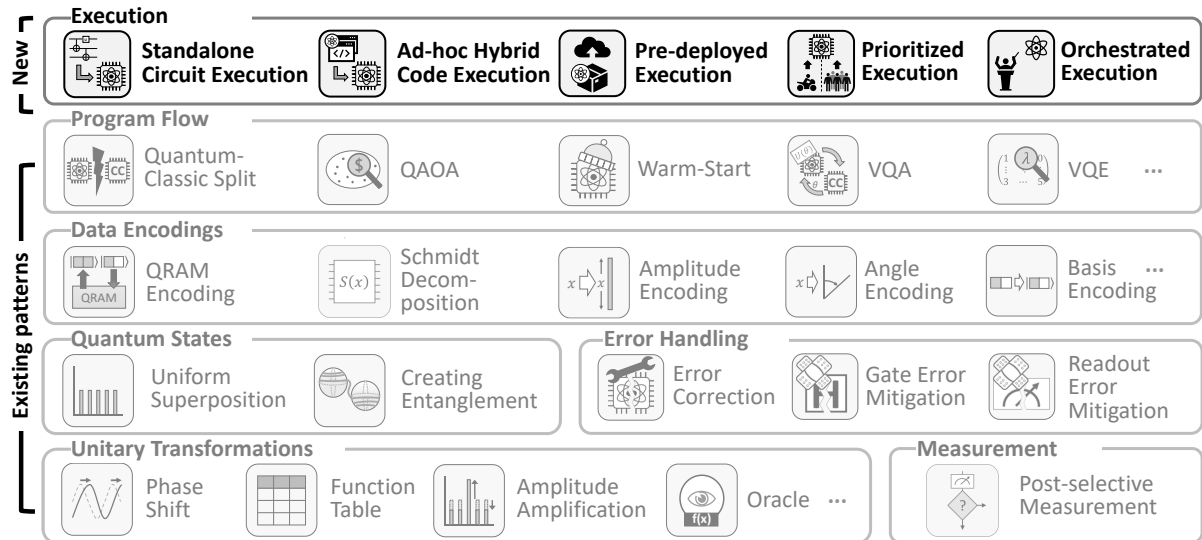 New
Execution
Standalone
Circuit Execution
Ad-hoc Hybrid
Code Execution
Pre-deployed
Execution
Prioritized
Execution
Orchestrated
Execution
Existing patterns
Program Flow
CC
Quantum-
Classic Split
$
QAOA
Warm-Start
U(θ)
θ
CC
VQA
λ
VQE
...
Data Encodings
QRAM
QRAM
Encoding
S(x)
Schmidt
Decom-
position
x
x
Amplitude
Encoding
x
Angle
Encoding
Basis
Encoding
...
Quantum States
Uniform
Superposition
Creating
Entanglement
Error Handling
Error
Correction
Gate Error
Mitigation
Readout
Error
Mitigation
Unitary Transformations
Phase
Shift
Function
Table
Amplitude
Amplification
f(x)
Oracle
...
Measurement
?
Post-selective
Measurement